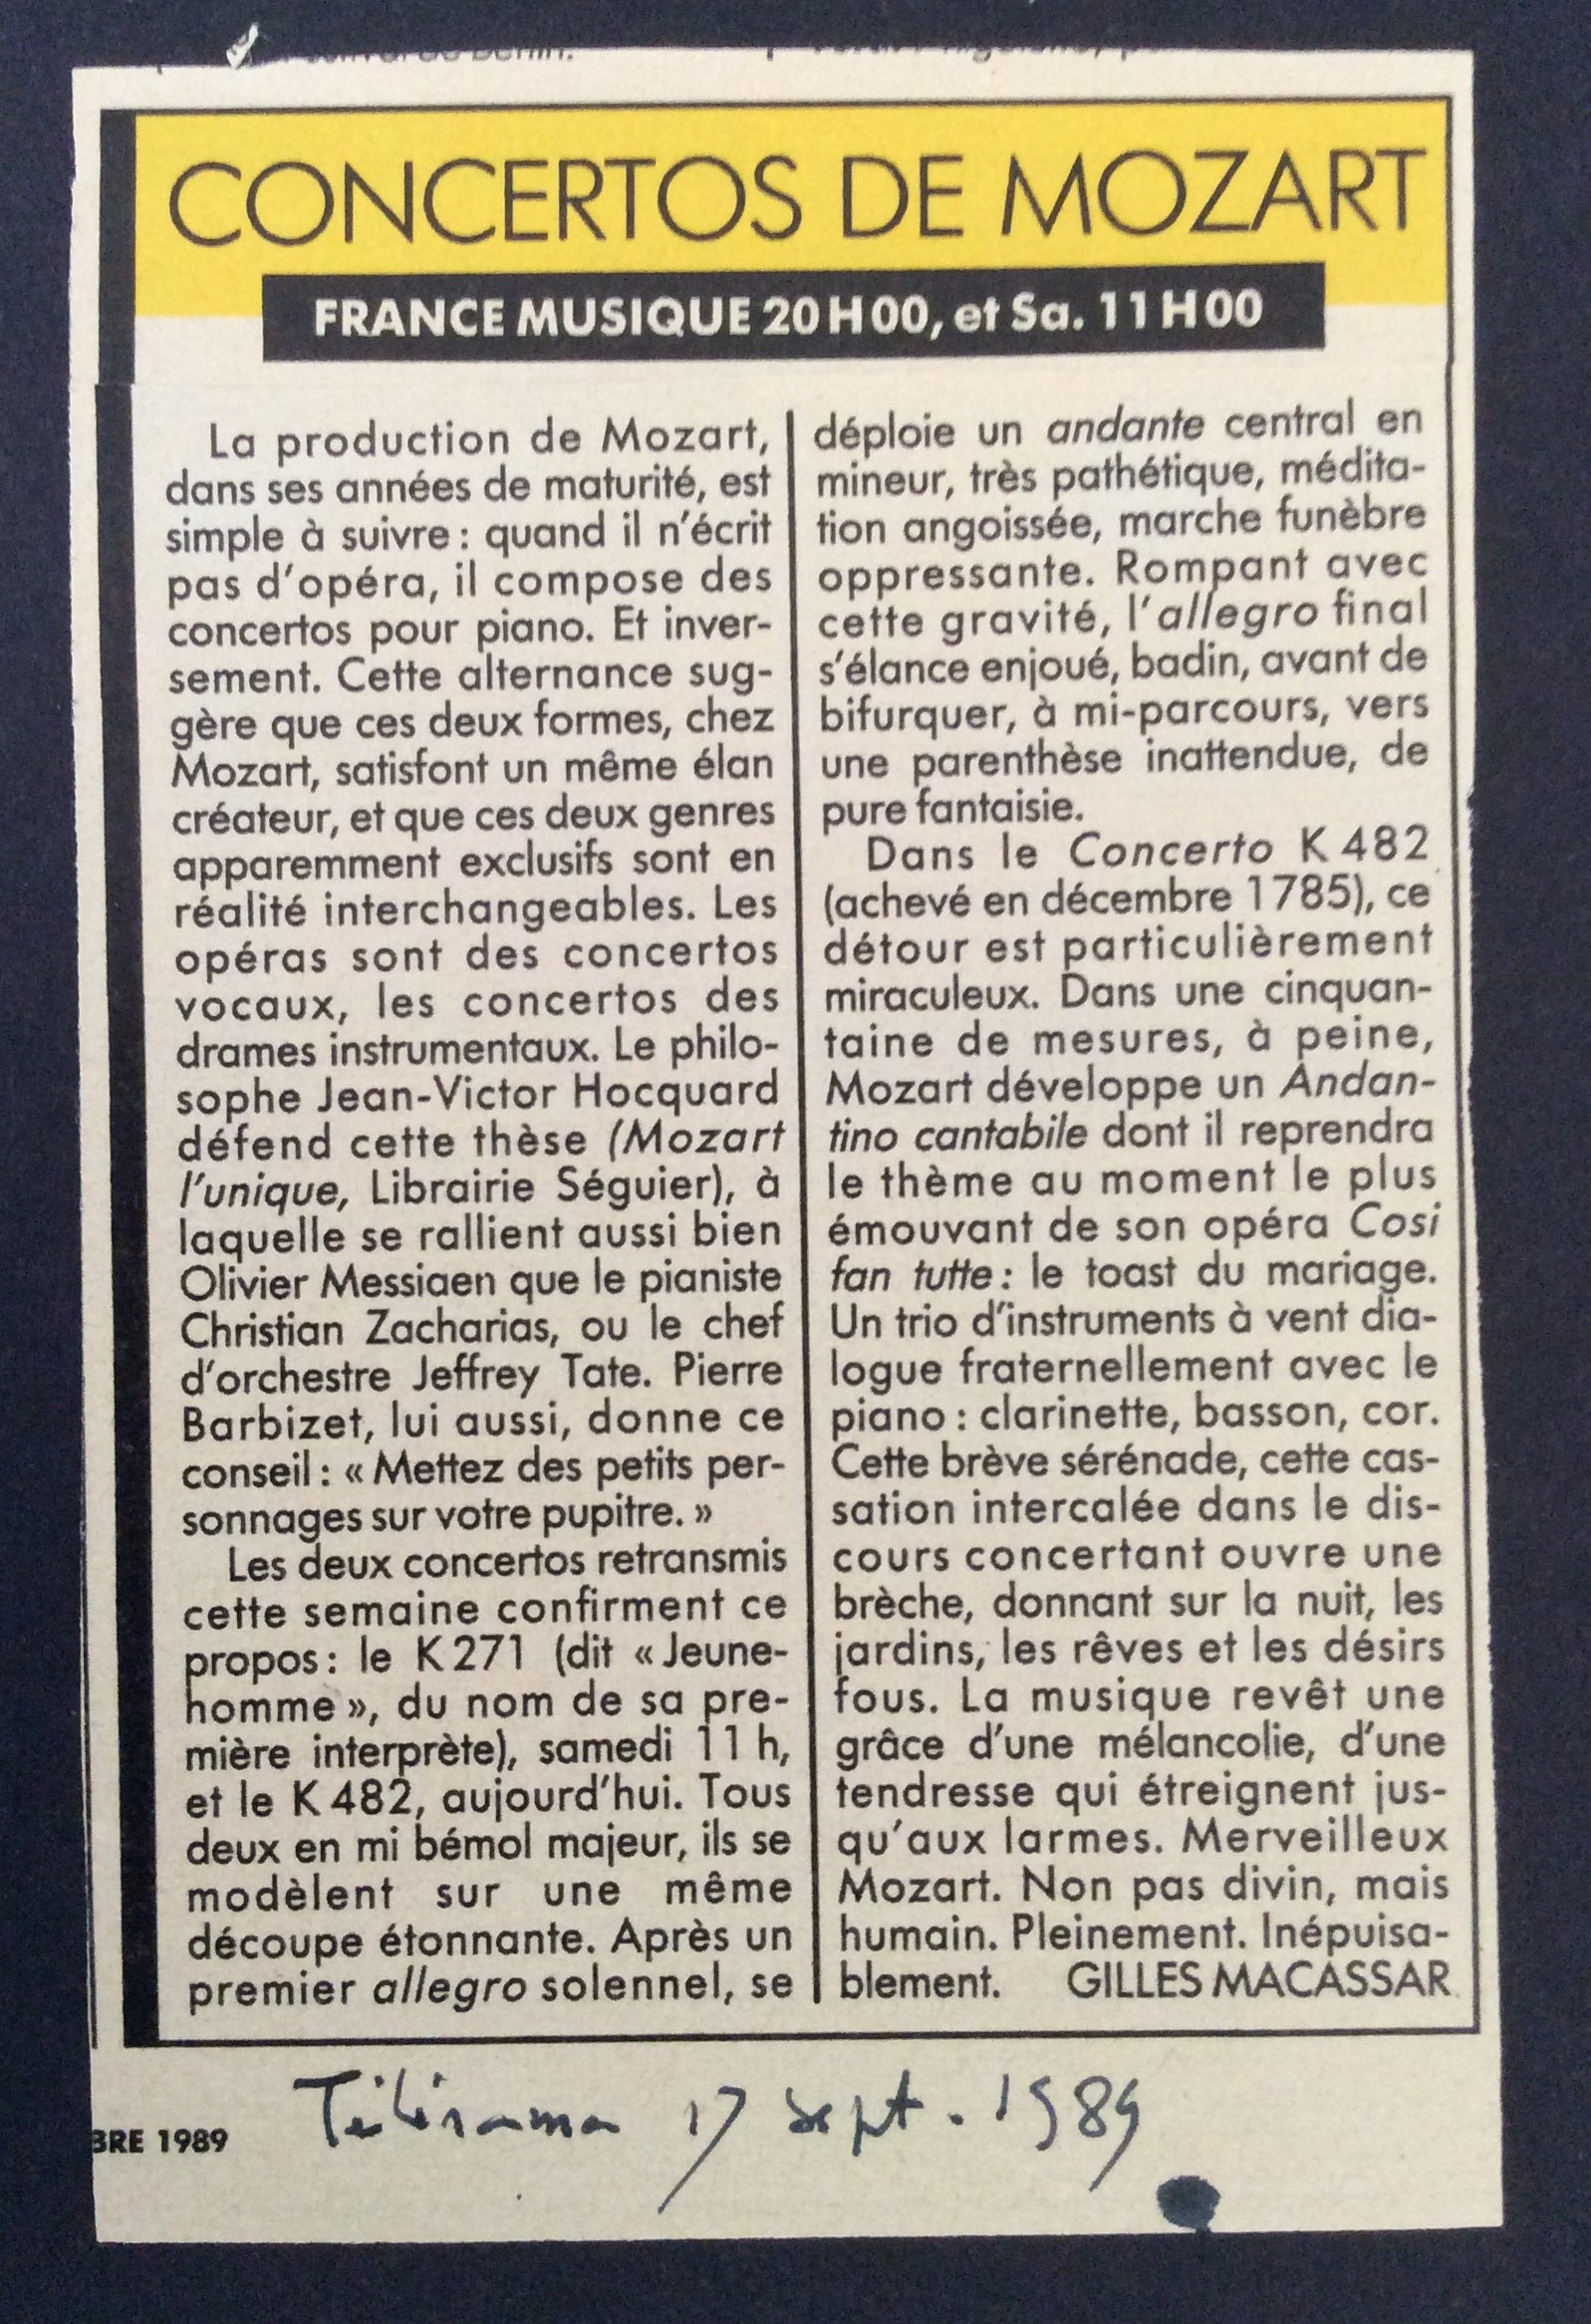 CONCERTOS DE MOZART
FRANCE MUSIQUE 20 H 00, et Sa. 11 H 00
La production de Mozart,
dans ses années de maturité, est
simple à suivre : quand il n'écrit
pas d'opéra, il compose des
concertos pour piano. Et inver-
sement. Cette alternance sug-
gère que ces deux formes, chez
Mozart, satisfont un même élan
créateur, et que ces deux genres
apparemment exclusifs sont en
réalité interchangeables. Les
opéras sont des concertos
vocaux, les concertos des
drames instrumentaux. Le philo-
sophe Jean-Victor Hocquard
défend cette thèse (Mozart
l'unique, Librairie Séguier), à
laquelle se rallient aussi bien
Olivier Messiaen que le pianiste
Christian Zacharias, ou le chef
d'orchestre Jeffrey Tate. Pierre
Barbizet, lui aussi, donne ce
conseil : « Mettez des petits per-
sonnages sur votre pupitre. »
Les deux concertos retransmis
cette semaine confirment ce
propos : le K 271 (dit « Jeune-
homme », du nom de sa pre-
mière interprète), samedi 11 h,
et le K 482, aujourd'hui. Tous
deux en mi bémol majeur, ils se
modèlent sur une même
découpe étonnante. Après un
premier allegro solennel, se
déploie un andante central en
mineur, très pathétique, médita-
tion angoissée, marche funèbre
oppressante. Rompant avec
cette gravité, l'allegro final
s'élance enjoué, badin, avant de
bifurquer, à mi-parcours, vers
une parenthèse inattendue, de
pure fantaisie.
Dans le Concerto K 482
(achevé en décembre 1785), ce
détour est particulièrement
miraculeux. Dans une cinquan-
taine de mesures, à peine,
Mozart développe un Andan-
tino cantabile dont il reprendra
le thème au moment le plus
émouvant de son opéra Cosi
fan tutte : le toast du mariage.
Un trio d'instruments à vent dia-
logue fraternellement avec le
piano : clarinette, basson, cor.
Cette brève sérénade, cette cas-
sation intercalée dans le dis-
cours concertant ouvre une
brèche, donnant sur la nuit, les
jardins, les rêves et les désirs
fous. La musique revêt une
grâce d'une mélancolie, d'une
tendresse qui étreignent jus-
qu'aux larmes. Merveilleux
Mozart. Non pas divin, mais
humain. Pleinement. Inépuisa-
blement. GILLES MACASSAR
BRE 1989
Télérama 17 sept. 1989